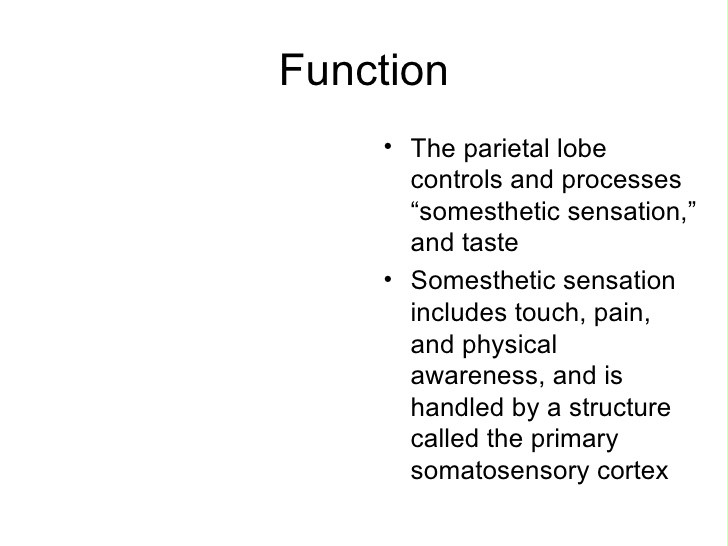 Function
• The parietal lobe
controls and processes
“somesthetic sensation,”
and taste
• Somesthetic sensation
includes touch, pain,
and physical
awareness, and is
handled by a structure
called the primary
somatosensory cortex